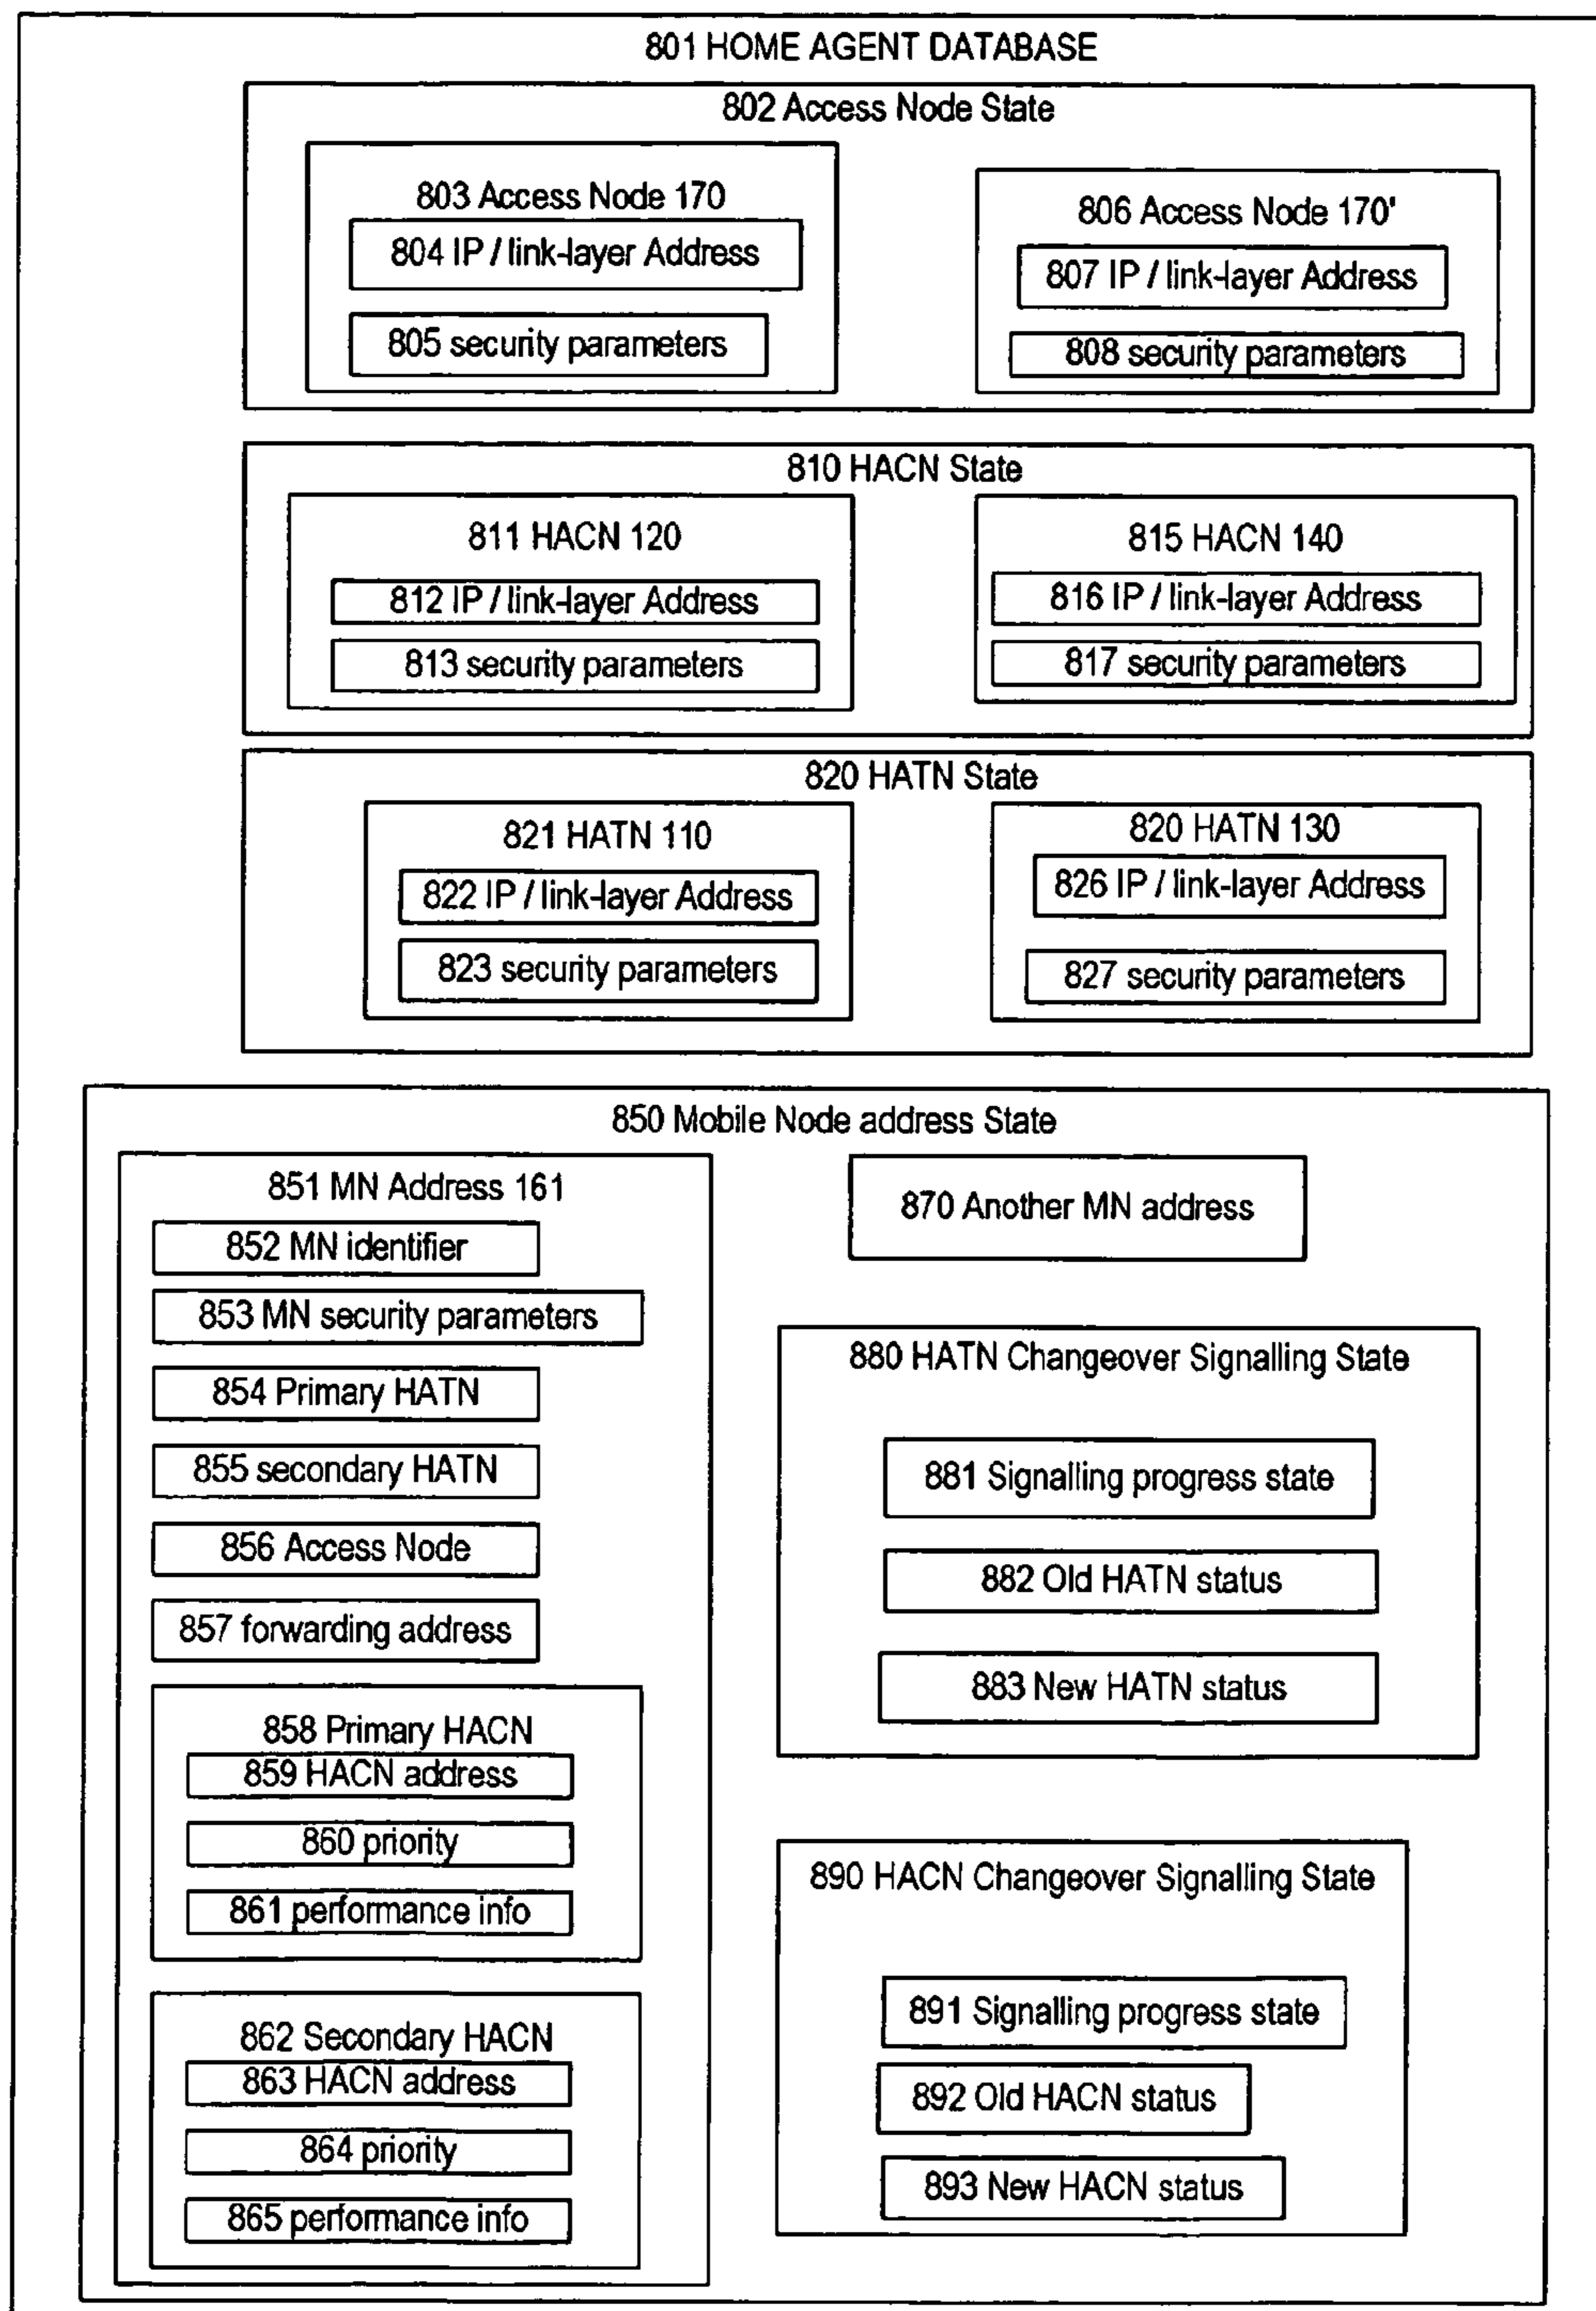 801 HOME AGENT DATABASE
802 Access Node State
803 Access Node 170
804 IP / link-layer Address
805 security parameters
806 Access Node 170'
807 IP / link-layer Address
808 security parameters
810 HACN State
811 HACN 120
812 IP / link-layer Address
813 security parameters
815 HACN 140
816 IP / link-layer Address
817 security parameters
820 HATN State
821 HATN 110
822 IP / link-layer Address
823 security parameters
820 HATN 130
826 IP / link-layer Address
827 security parameters
850 Mobile Node address State
851 MN Address 161
852 MN identifier
853 MN security parameters
854 Primary HATN
855 secondary HATN
856 Access Node
857 forwarding address
858 Primary HACN
859 HACN address
860 priority
861 performance info
862 Secondary HACN
863 HACN address
864 priority
865 performance info
870 Another MN address
880 HATN Changeover Signalling State
881 Signalling progress state
882 Old HATN status
883 New HATN status
890 HACN Changeover Signalling State
891 Signalling progress state
892 Old HACN status
893 New HACN status